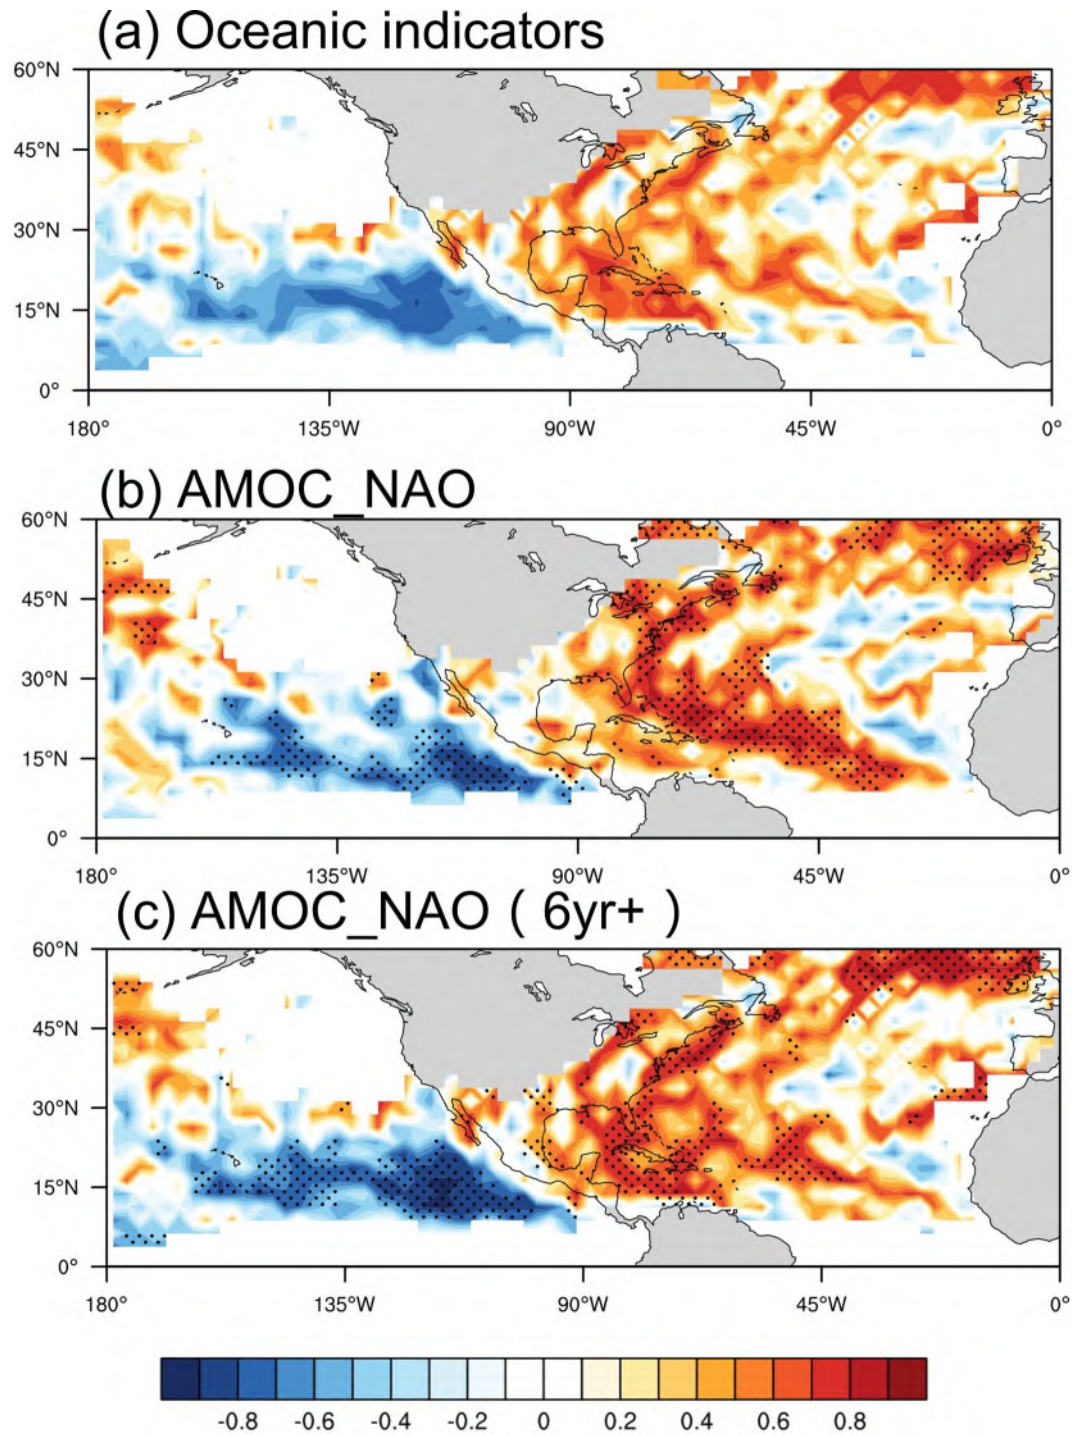 (a) Oceanic indicators
60°N
45°N
30°N
15°N
0°
180° 135°W 90°W 45°W 0°
(b) AMOC_NAO
60°N
45°N
30°N
15°N
0°
180° 135°W 90°W 45°W 0°
(c) AMOC_NAO ( 6yr+ )
60°N
45°N
30°N
15°N
0°
180° 135°W 90°W 45°W 0°
-0.8 -0.6 -0.4 -0.2 0 0.2 0.4 0.6 0.8